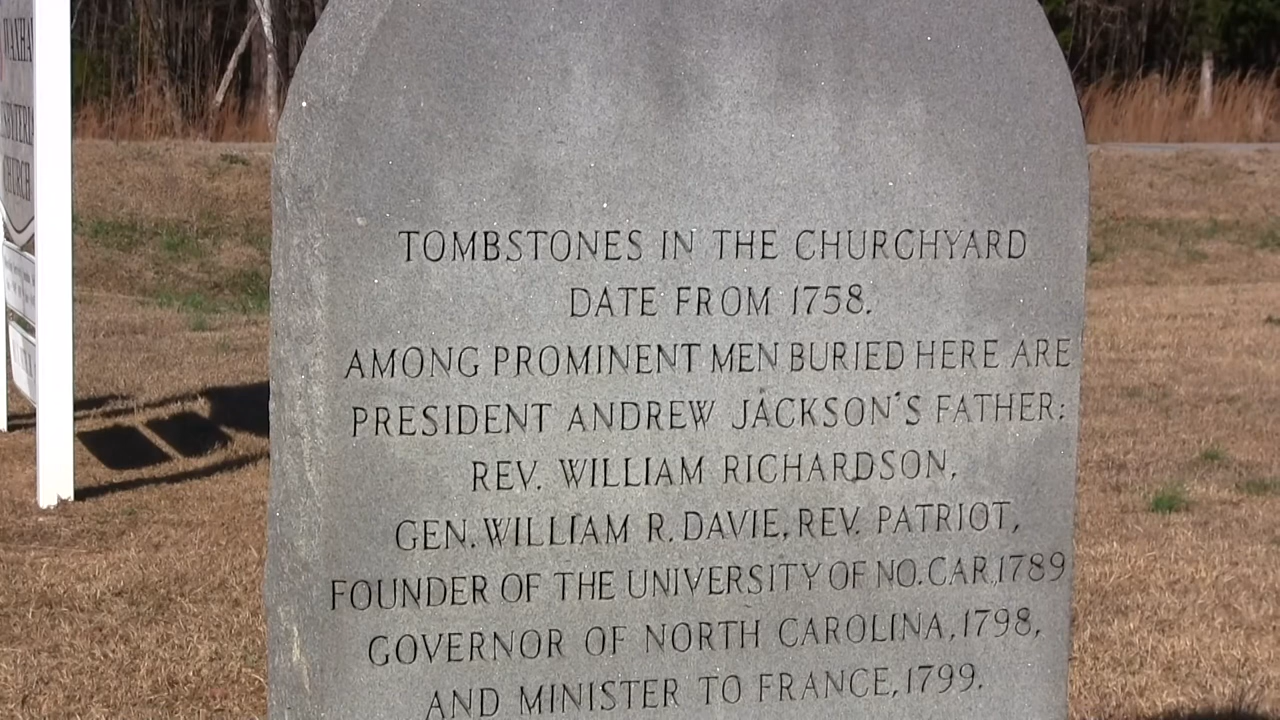 CHURCH
TOMBSTONES IN THE CHURCHYARD
DATE FROM 1758.
AMONG PROMINENT MEN BURIED HERE ARE
PRESIDENT ANDREW JACKSON'S FATHER:
REV. WILLIAM RICHARDSON,
GEN. WILLIAM R. DAVIE, REV. PATRIOT,
FOUNDER OF THE UNIVERSITY OF NO. CAR. 1789
GOVERNOR OF NORTH CAROLINA, 1798,
AND MINISTER TO FRANCE, 1799.